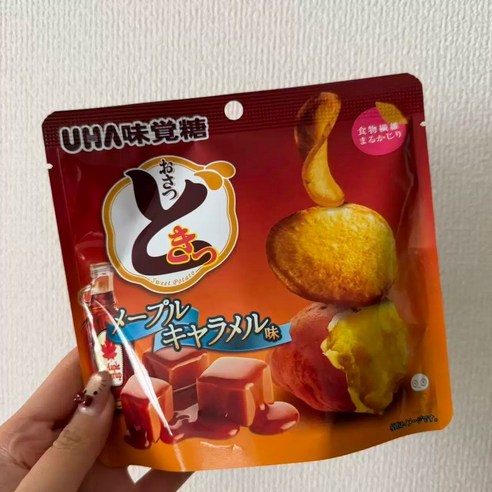 UHA味覚糖
食物繊維
まるかじり
おさつ
どきっ
Sweet Potato
メープル
キャラメル味